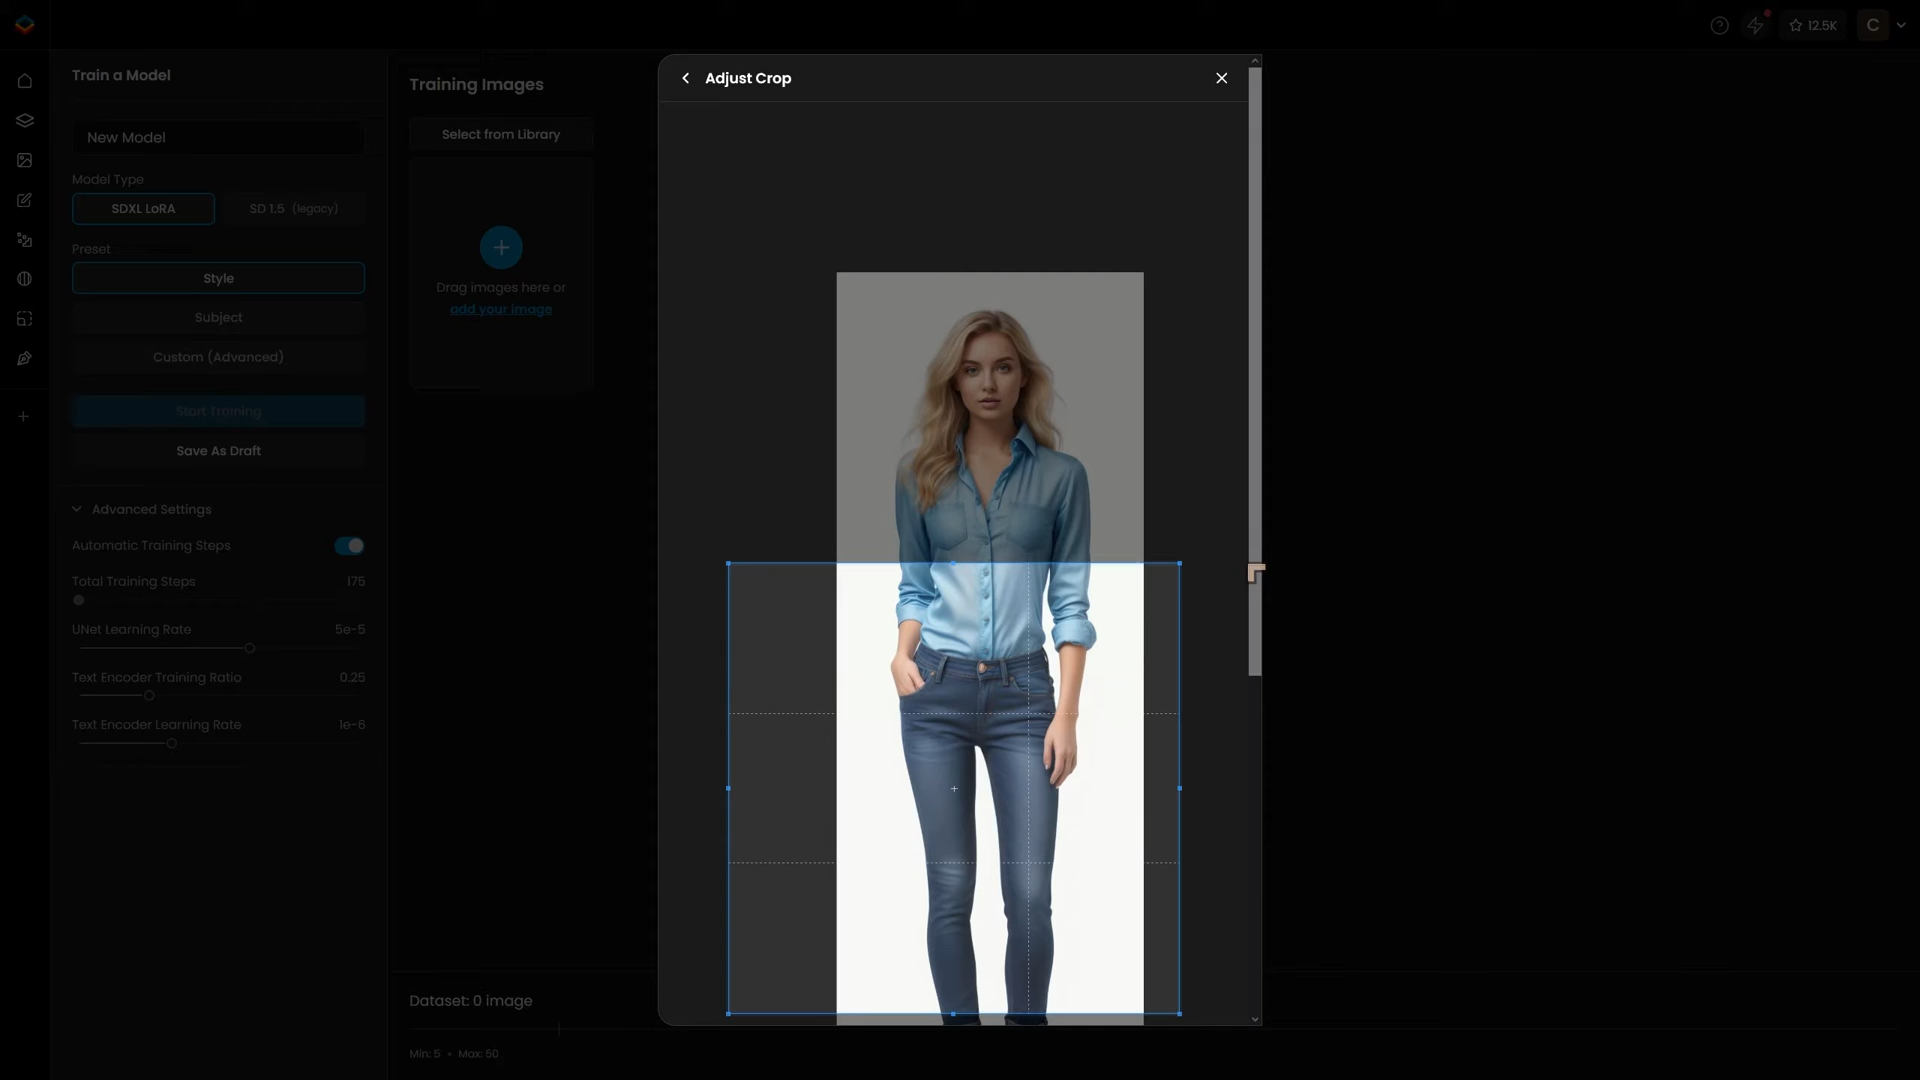 12.5K
C
Train a Model
New Model
Model Type
SDXL LoRA
SD 1.5 (legacy)
Preset
Style
Subject
Custom (Advanced)
Start Training
Save As Draft
Advanced Settings
Automatic Training Steps
Total Training Steps 175
UNet Learning Rate 5e-5
Text Encoder Training Ratio 0.25
Text Encoder Learning Rate 1e-6
Training Images
Select from Library
Drag images here or
add your image
Dataset: 0 image
Min: 5 • Max: 50
Adjust Crop